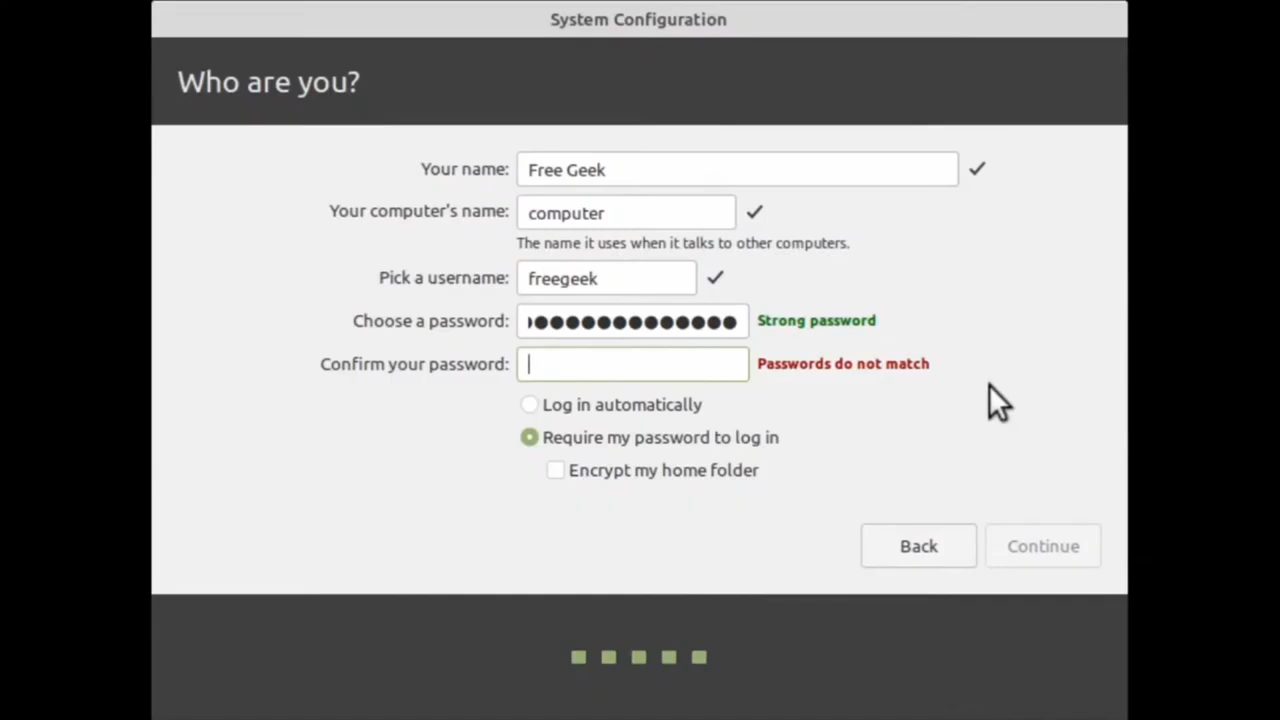 System Configuration
Who are you?
Your name: Free Geek
Your computer's name: computer
The name it uses when it talks to other computers.
Pick a username: freegeek
Choose a password: ●●●●●●●●●●●●● Strong password
Confirm your password: Passwords do not match
Log in automatically
Require my password to log in
Encrypt my home folder
Back Continue